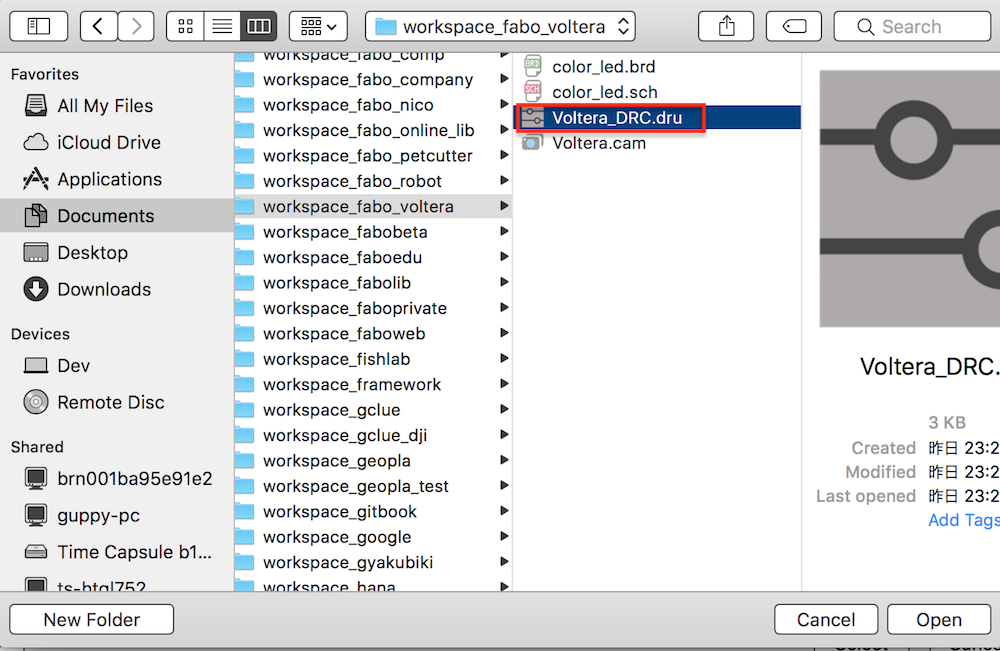 workspace_fabo_voltera
Search
Favorites
All My Files
iCloud Drive
Applications
Documents
Desktop
Downloads
Devices
Dev
Remote Disc
Shared
brn001ba95e91e2
guppy-pc
Time Capsule b1...
ts-htgl752
workspace_fabo_comp
workspace_fabo_company
workspace_fabo_nico
workspace_fabo_online_lib
workspace_fabo_petcutter
workspace_fabo_robot
workspace_fabo_voltera
workspace_fabobeta
workspace_faboedu
workspace_fabolib
workspace_faboprivate
workspace_faboweb
workspace_fishlab
workspace_framework
workspace_gclue
workspace_gclue_dji
workspace_geopla
workspace_geopla_test
workspace_gitbook
workspace_google
workspace_gyakubiki
workspace_hana
BRD
color_led.brd
SCH
color_led.sch
Voltera_DRC.dru
Voltera.cam
Voltera_DRC.
3 KB
Created 昨日 23:2
Modified 昨日 23:2
Last opened 昨日 23:2
Add Tags
New Folder
Cancel
Open